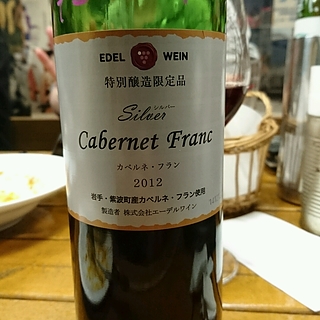 EDEL WEIN
特別醸造限定品
シルバー
Silver
Cabernet Franc
カベルネ・フラン
2012
岩手・紫波町産カベルネ・フラン使用
製造者 株式会社エーデルワイン